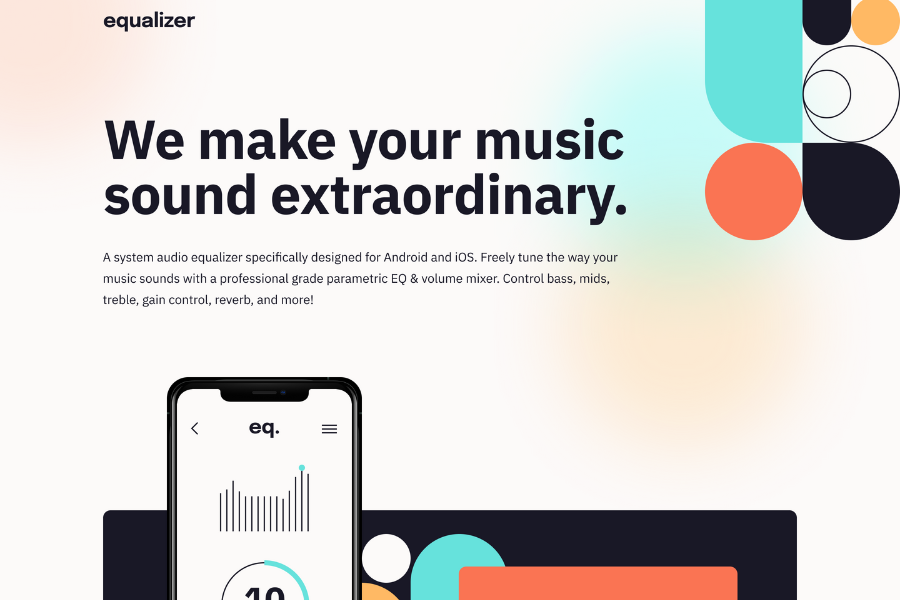 equalizer
We make your music
sound extraordinary.
A system audio equalizer specifically designed for Android and iOS. Freely tune the way your
music sounds with a professional grade parametric EQ & volume mixer. Control bass, mids,
treble, gain control, reverb, and more!
eq.
10